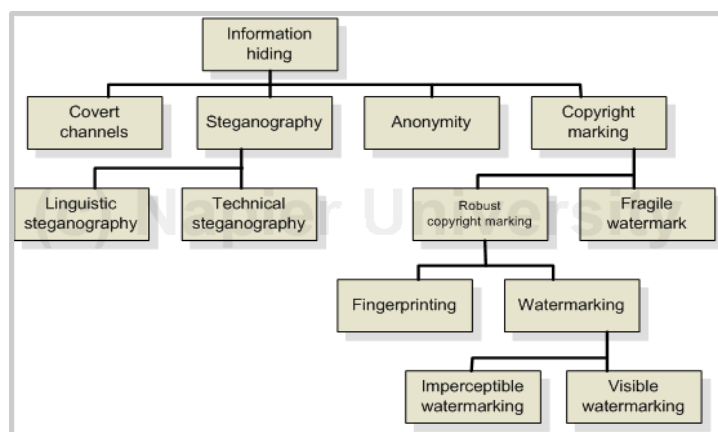 Information
hiding
Covert
channels
Steganography
Anonymity
Copyright
marking
Linguistic
steganography
Technical
steganography
Robust
copyright marking
Fragile
watermark
(c) Napier University
Fingerprinting
Watermarking
Imperceptible
watermarking
Visible
watermarking